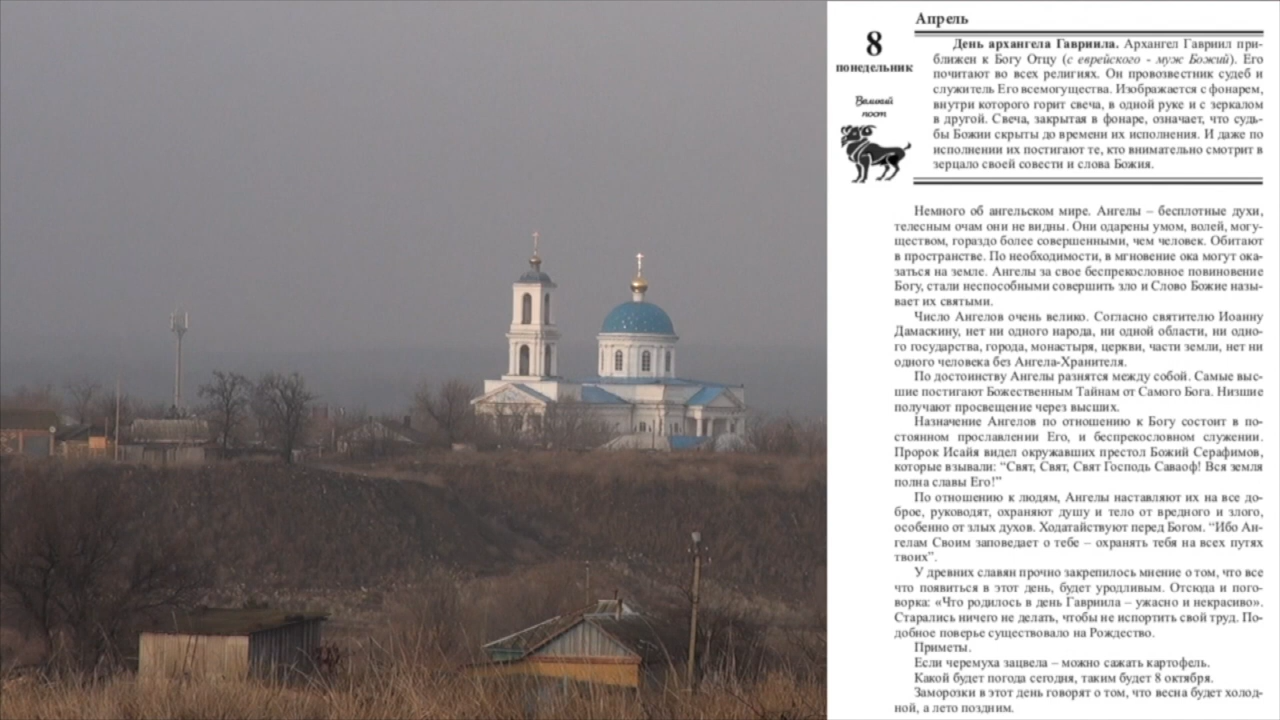 Апрель
8
понедельник
Великий
пост
День архангела Гавриила. Архангел Гавриил при-
ближен к Богу Отцу (с еврейского - муж Божий). Его
почитают во всех религиях. Он провозвестник судеб и
служитель Его всемогущества. Изображается с фонарем,
внутри которого горит свеча, в одной руке и с зеркалом
в другой. Свеча, закрытая в фонаре, означает, что судь-
бы Божии скрыты до времени их исполнения. И даже по
исполнении их постигают те, кто внимательно смотрит в
зерцало своей совести и слова Божия.
Немного об ангельском мире. Ангелы – бесплотные духи,
телесным очам они не видны. Они одарены умом, волей, могу-
ществом, гораздо более совершенными, чем человек. Обитают
в пространстве. По необходимости, в мгновение ока могут ока-
заться на земле. Ангелы за свое беспрекословное повиновение
Богу, стали неспособными совершить зло и Слово Божие назы-
вает их святыми.
Число Ангелов очень велико. Согласно святителю Иоанну
Дамаскину, нет ни одного народа, ни одной области, ни одно-
го государства, города, монастыря, церкви, части земли, нет ни
одного человека без Ангела-Хранителя.
По достоинству Ангелы разнятся между собой. Самые выс-
шие постигают Божественным Тайнам от Самого Бога. Низшие
получают просвещение через высших.
Назначение Ангелов по отношению к Богу состоит в по-
стоянном прославлении Его, и беспрекословном служении.
Пророк Исайя видел окружавших престол Божий Серафимов,
которые взывали: “Свят, Свят, Свят Господь Саваоф! Вся земля
полна славы Его!”
По отношению к людям, Ангелы наставляют их на все до-
брое, руководят, охраняют душу и тело от вредного и злого,
особенно от злых духов. Ходатайствуют перед Богом. “Ибо Ан-
гелам Своим заповедает о тебе – охранять тебя на всех путях
твоих”.
У древних славян прочно закрепилось мнение о том, что все
что появиться в этот день, будет уродливым. Отсюда и пого-
ворка: «Что родилось в день Гавриила – ужасно и некрасиво».
Старались ничего не делать, чтобы не испортить свой труд. По-
добное поверье существовало на Рождество.
Приметы.
Если черемуха зацвела – можно сажать картофель.
Какой будет погода сегодня, таким будет 8 октября.
Заморозки в этот день говорят о том, что весна будет холод-
ной, а лето поздним.